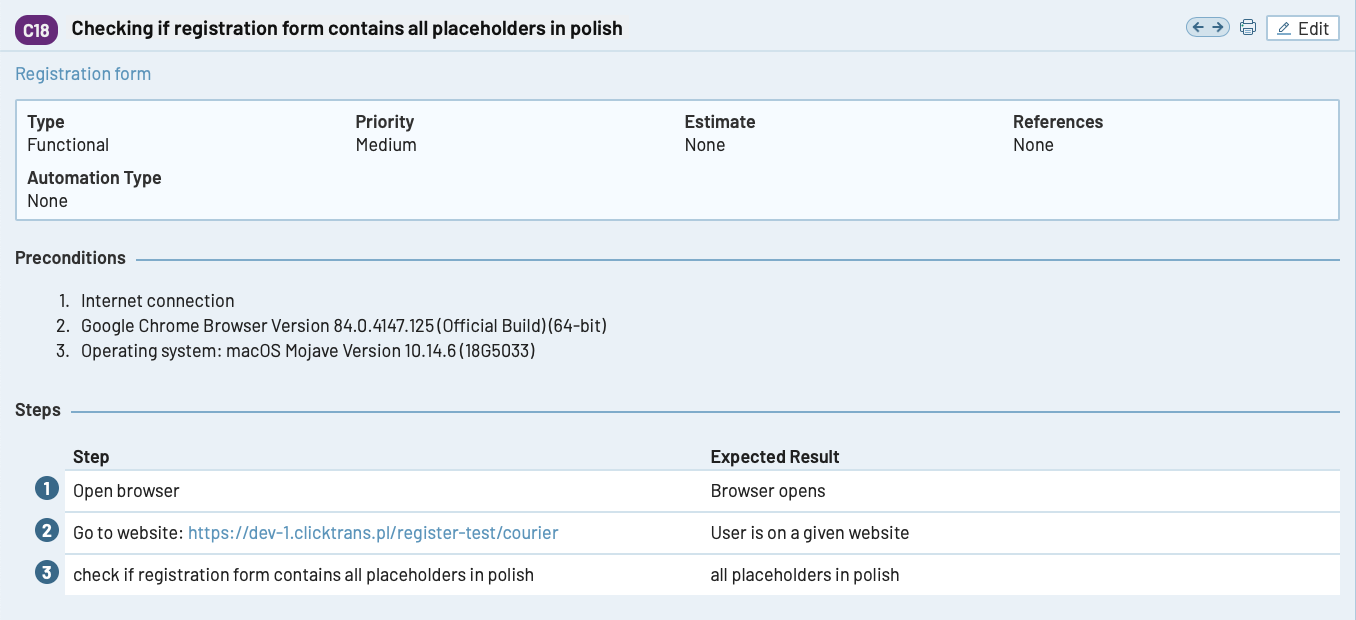 C18 Checking if registration form contains all placeholders in polish Edit
Registration form
Type Priority Estimate References
Functional Medium None None
Automation Type
None
Preconditions
1. Internet connection
2. Google Chrome Browser Version 84.0.4147.125 (Official Build) (64-bit)
3. Operating system: macOS Mojave Version 10.14.6 (18G5033)
Steps
Step Expected Result
1 Open browser Browser opens
2 Go to website: https://dev-1.clicktrans.pl/register-test/courier User is on a given website
3 check if registration form contains all placeholders in polish all placeholders in polish